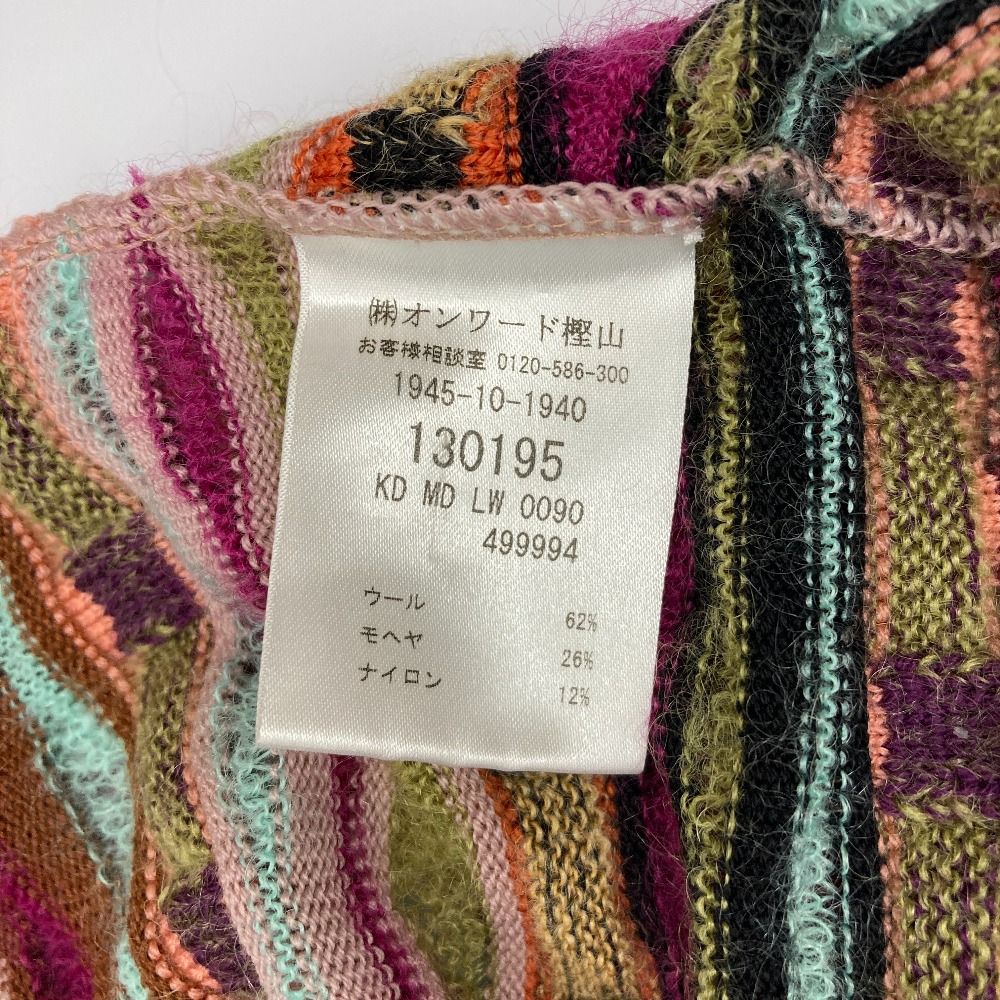 ㈱オンワード樫山
お客様相談室 0120-586-300
1945-10-1940
130195
KD MD LW 0090
499994
ウール 62%
モヘヤ 26%
ナイロン 12%